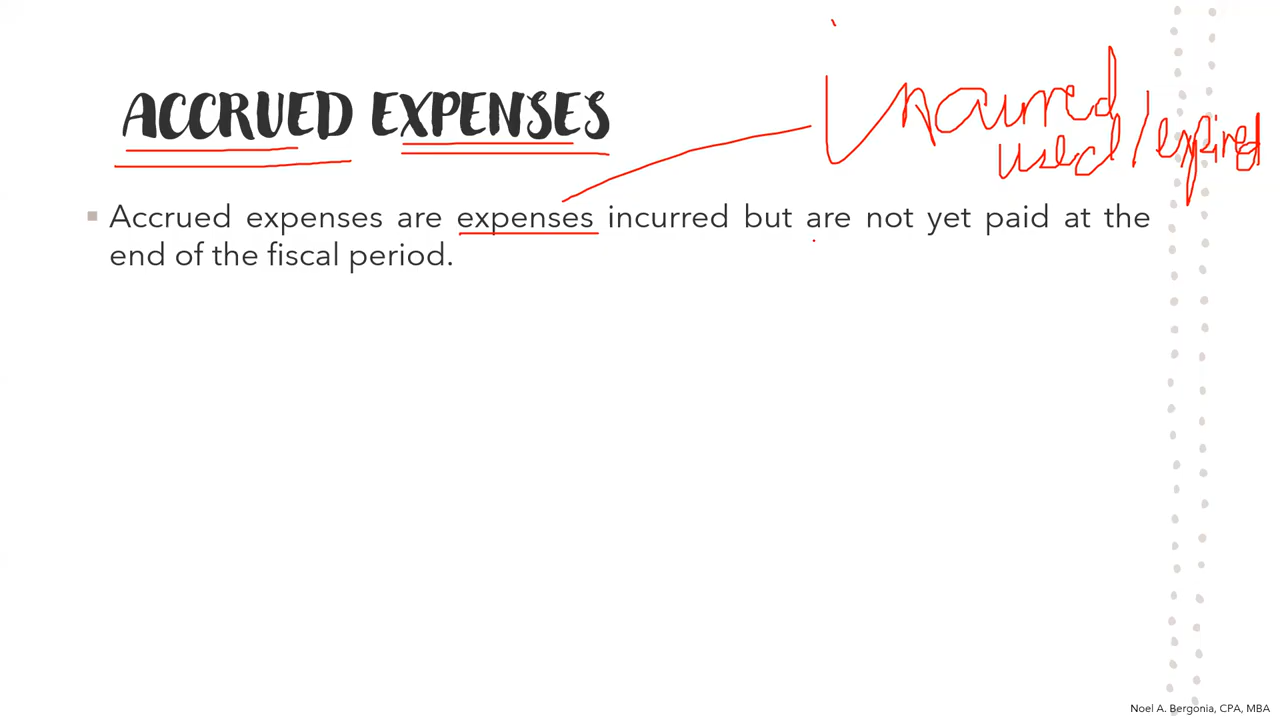 ACCRUED EXPENSES
incurred
used/expired
Accrued expenses are expenses incurred but are not yet paid at the
end of the fiscal period.
Noel A. Bergonia, CPA, MBA